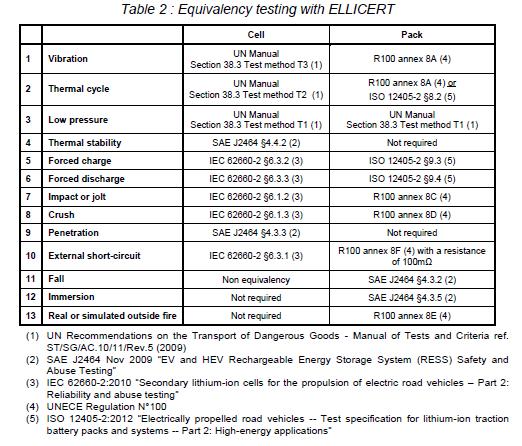 Table 2 : Equivalency testing with ELLICERT
Cell Pack
1 Vibration UN Manual Section 38.3 Test method T3 (1) R100 annex 8A (4)
2 Thermal cycle UN Manual Section 38.3 Test method T2 (1) R100 annex 8A (4) or ISO 12405-2 §8.2 (5)
3 Low pressure UN Manual Section 38.3 Test method T1 (1) UN Manual Section 38.3 Test method T1 (1)
4 Thermal stability SAE J2464 §4.4.2 (2) Not required
5 Forced charge IEC 62660-2 §6.3.2 (3) ISO 12405-2 §9.3 (5)
6 Forced discharge IEC 62660-2 §6.3.3 (3) ISO 12405-2 §9.4 (5)
7 Impact or jolt IEC 62660-2 §6.1.2 (3) R100 annex 8C (4)
8 Crush IEC 62660-2 §6.1.3 (3) R100 annex 8D (4)
9 Penetration SAE J2464 §4.3.3 (2) Not required
10 External short-circuit IEC 62660-2 §6.3.1 (3) R100 annex 8F (4) with a resistance of 100mΩ
11 Fall Non equivalency SAE J2464 §4.3.2 (2)
12 Immersion Not required SAE J2464 §4.3.5 (2)
13 Real or simulated outside fire Not required R100 annex 8E (4)
(1) UN Recommendations on the Transport of Dangerous Goods - Manual of Tests and Criteria ref.
ST/SG/AC.10/11/Rev.5 (2009)
(2) SAE J2464 Nov 2009 "EV and HEV Rechargeable Energy Storage System (RESS) Safety and
Abuse Testing"
(3) IEC 62660-2:2010 "Secondary lithium-ion cells for the propulsion of electric road vehicles – Part 2:
Reliability and abuse testing"
(4) UNECE Regulation N°100
(5) ISO 12405-2:2012 "Electrically propelled road vehicles -- Test specification for lithium-ion traction
battery packs and systems -- Part 2: High-energy applications"